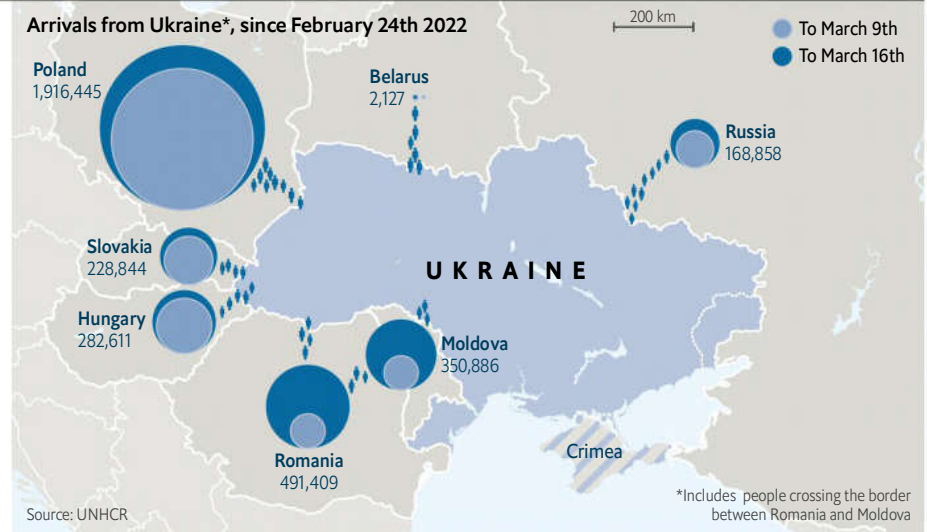 Arrivals from Ukraine*, since February 24th 2022
200 km
To March 9th
To March 16th
Poland
1,916,445
Belarus
2,127
Russia
168,858
Slovakia
228,844
UKRAINE
Hungary
282,611
Moldova
350,886
Romania
491,409
Crimea
Source: UNHCR
*Includes people crossing the border
between Romania and Moldova